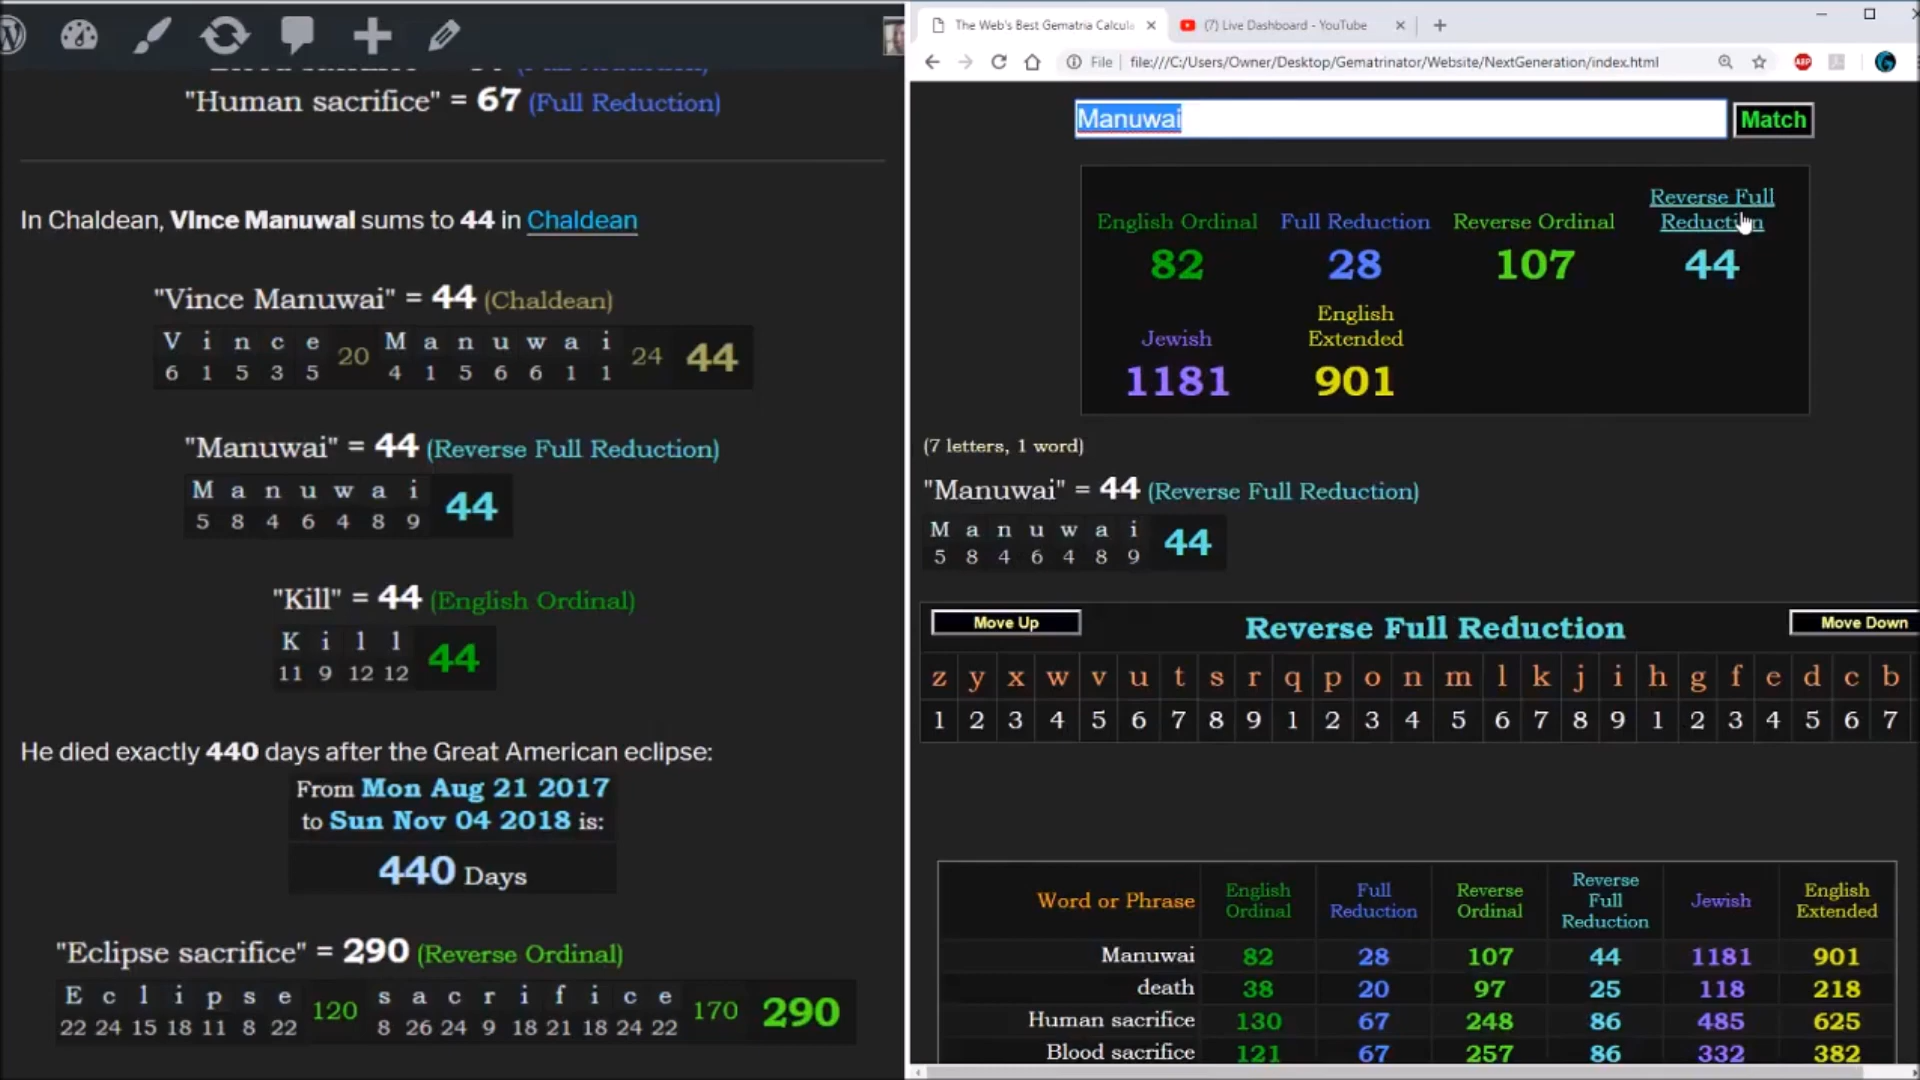 "Human sacrifice" = 67 (Full Reduction)
In Chaldean, VInce Manuwal sums to 44 in Chaldean
"Vince Manuwai" = 44 (Chaldean)
V i n c e 20 M a n u w a i 24 44
6 1 5 3 5 4 1 5 6 6 1 1
"Manuwai" = 44 (Reverse Full Reduction)
M a n u w a i 44
5 8 4 6 4 8 9
"Kill" = 44 (English Ordinal)
K i l l 44
11 9 12 12
He died exactly 440 days after the Great American eclipse:
From Mon Aug 21 2017
to Sun Nov 04 2018 is:
440 Days
"Eclipse sacrifice" = 290 (Reverse Ordinal)
E c l i p s e 120 s a c r i f i c e 170 290
22 24 15 18 11 8 22 8 26 24 9 18 21 18 24 22
The Web's Best Gematria Calcula
(7) Live Dashboard - YouTube
File file:///C:/Users/Owner/Desktop/Gematrinator/Website/NextGeneration/index.html
ABP
Manuwai
Match
English Ordinal Full Reduction Reverse Ordinal Reverse Full Reduction
82 28 107 44
Jewish English Extended
1181 901
(7 letters, 1 word)
"Manuwai" = 44 (Reverse Full Reduction)
M a n u w a i 44
5 8 4 6 4 8 9
Move Up Reverse Full Reduction Move Down
z y x w v u t s r q p o n m l k j i h g f e d c b
1 2 3 4 5 6 7 8 9 1 2 3 4 5 6 7 8 9 1 2 3 4 5 6 7
Word or Phrase English Ordinal Full Reduction Reverse Ordinal Reverse Full Reduction Jewish English Extended
Manuwai 82 28 107 44 1181 901
death 38 20 97 25 118 218
Human sacrifice 130 67 248 86 485 625
Blood sacrifice 121 67 257 86 332 382